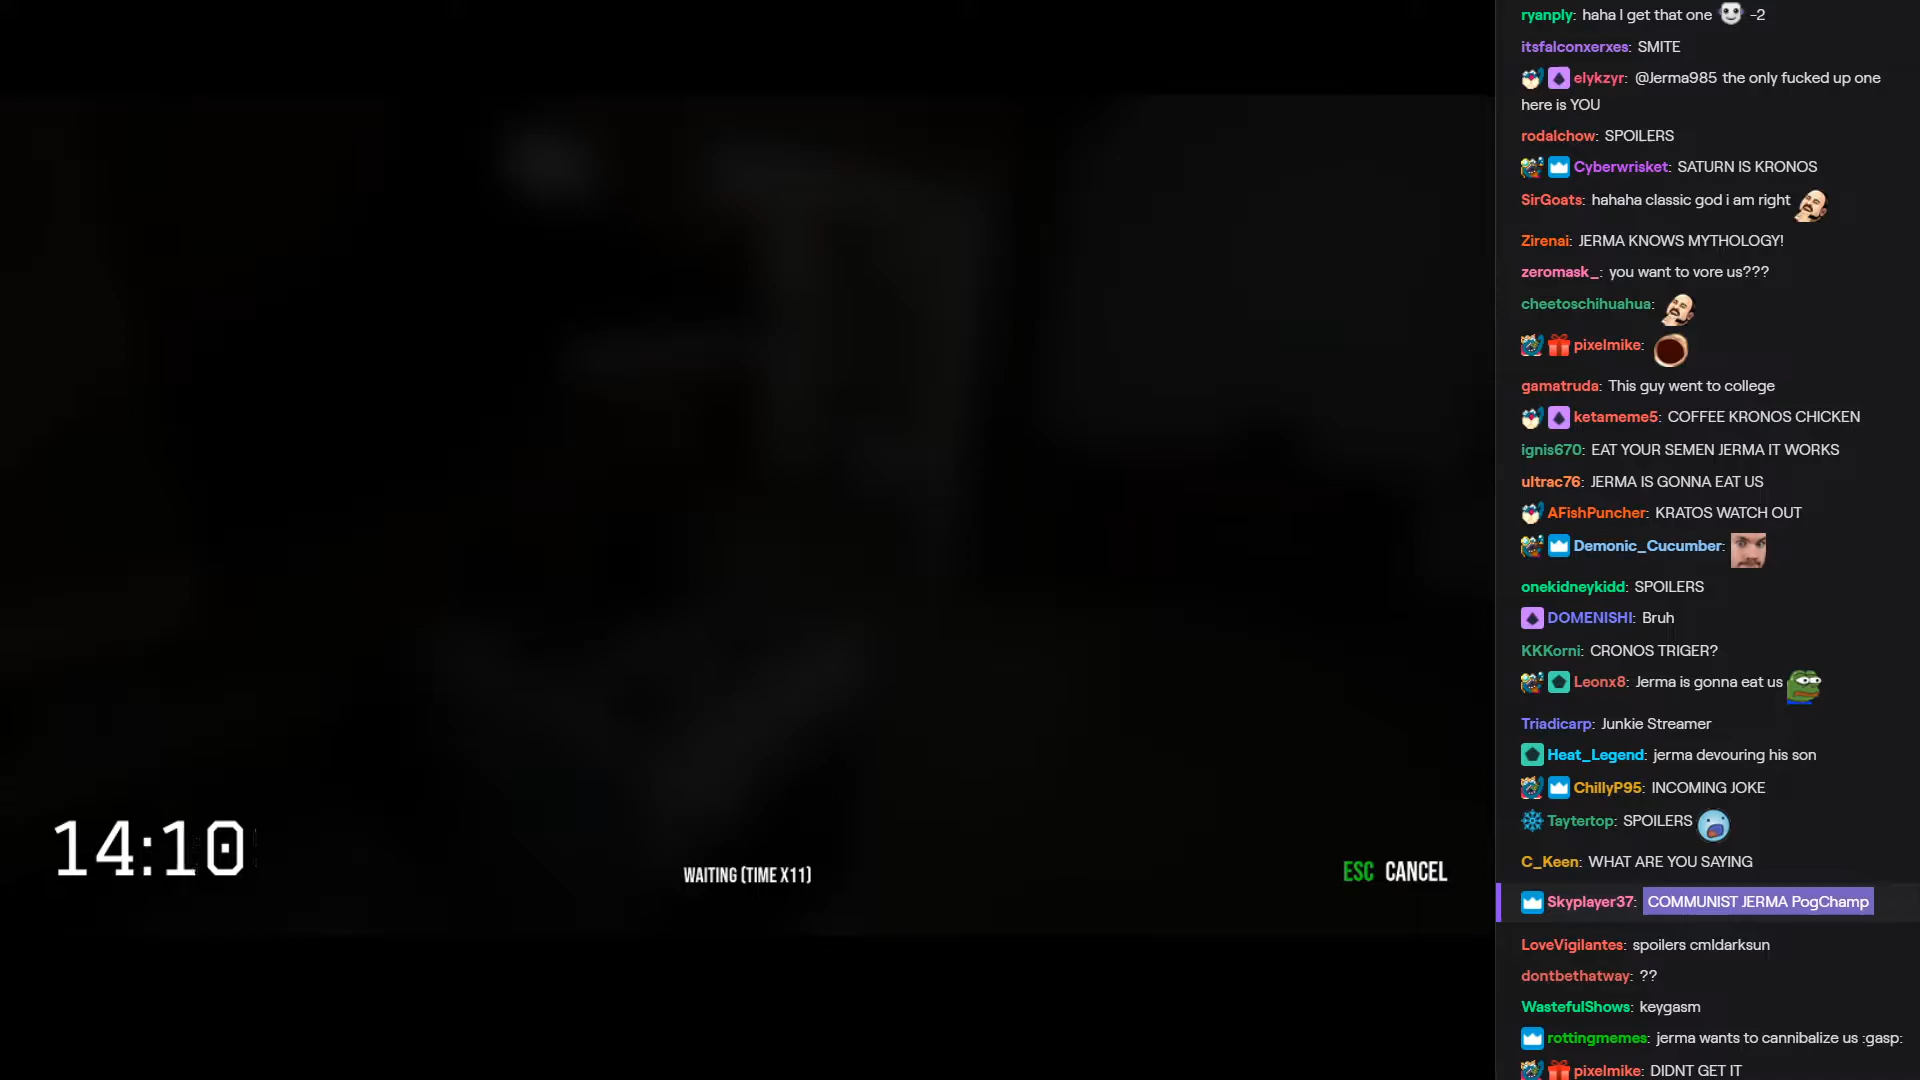 14:10
WAITING (TIME X11)
ESC CANCEL
ryanply: haha I get that one -2
itsfalconxerxes: SMITE
elykzyr: @Jerma985 the only fucked up one
here is YOU
rodalchow: SPOILERS
Cyberwrisket: SATURN IS KRONOS
SirGoats: hahaha classic god i am right
Zirenai: JERMA KNOWS MYTHOLOGY!
zeromask_: you want to vore us???
cheetoschihuahua:
pixelmike:
gamatruda: This guy went to college
ketameme5: COFFEE KRONOS CHICKEN
ignis670: EAT YOUR SEMEN JERMA IT WORKS
ultrac76: JERMA IS GONNA EAT US
AFishPuncher: KRATOS WATCH OUT
Demonic_Cucumber:
onekidneykidd: SPOILERS
DOMENISHI: Bruh
KKKorni: CRONOS TRIGER?
Leonx8: Jerma is gonna eat us
Triadicarp: Junkie Streamer
Heat_Legend: jerma devouring his son
ChillyP95: INCOMING JOKE
Taytertop: SPOILERS
C_Keen: WHAT ARE YOU SAYING
Skyplayer37: COMMUNIST JERMA PogChamp
LoveVigilantes: spoilers cmldarksun
dontbethatway: ??
WastefulShows: keygasm
rottingmemes: jerma wants to cannibalize us :gasp:
pixelmike: DIDNT GET IT